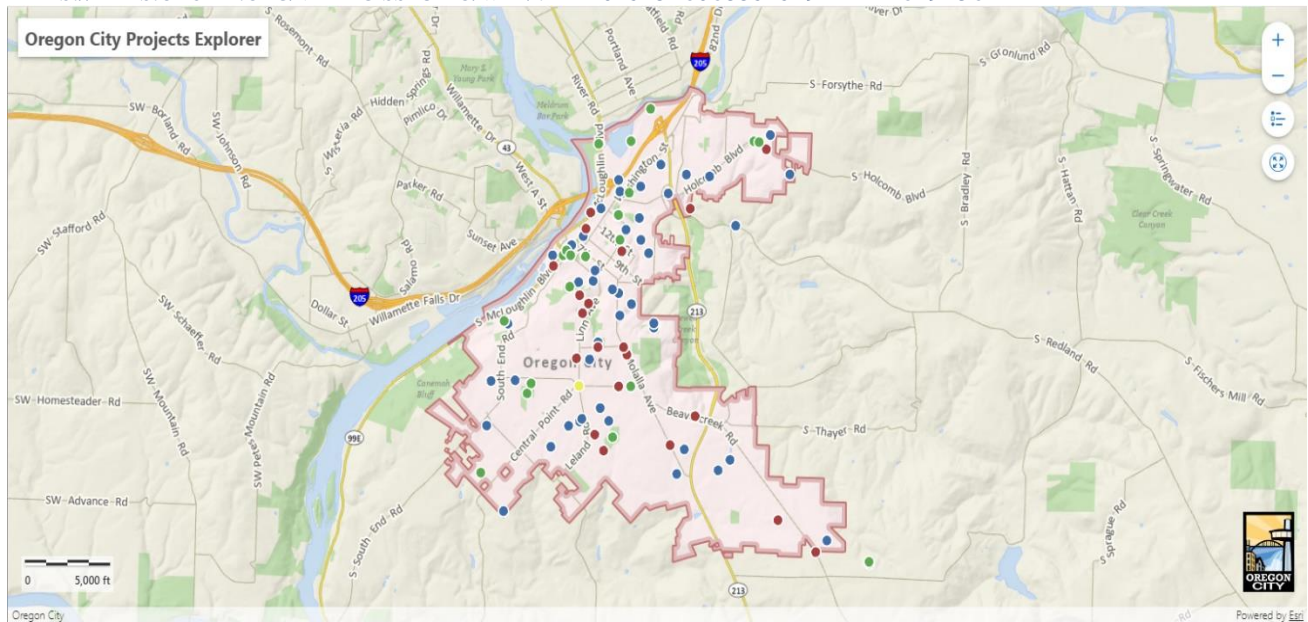 Oregon City Projects Explorer
S Rosemont Rd
Hidden Springs Rd
Pimlico Dr
Willamette Dr
River Rd
Portland Ave
82nd Dr
205
S Gronlund Rd
S Forsythe Rd
SW Borland Rd
SW Johnson Rd
Mary S Young Park
Meldrum Bar Park
43
West A St
Parker Rd
Holcomb Blvd
S Holcomb Blvd
S Bradley Rd
S Hattan Rd
S Springwater Rd
Clear Creek Canyon
SW Stafford Rd
Sunset Ave
Salamo Rd
12th St
7th St
9th St
205
Dollar St
Willamette Falls Dr
S McLoughlin Blvd
213
SW Schaeffer Rd
Linn Ave
South End Rd
Oregon City
Molalla Ave
S Redland Rd
S Fischers Mill Rd
Canemah Bluff
SW Homesteader Rd
SW Mountain Rd
SW Petes Mountain Rd
99E
Central Point Rd
Leland Rd
S Thayer Rd
SW Advance Rd
S South End Rd
S Sprague Rd
213
0 5,000 ft
OREGON CITY
Oregon City
Powered by Esri